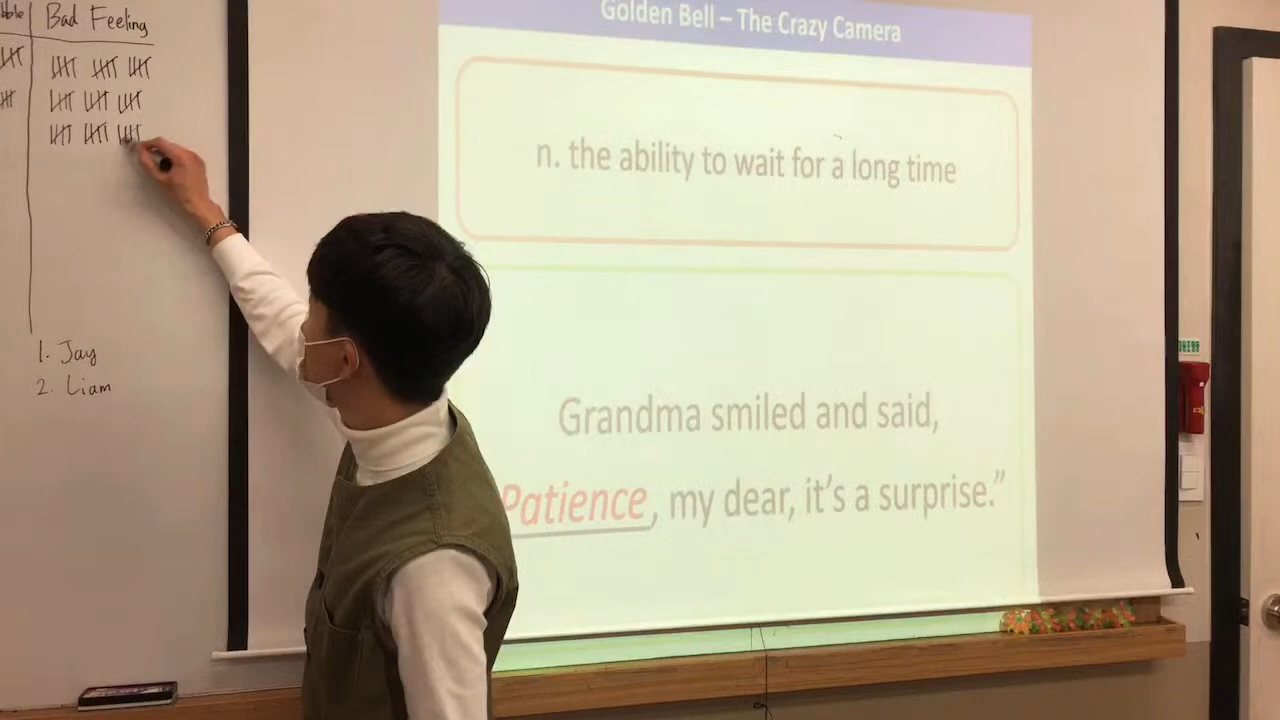 Bad Feeling
1. Jay
2. Liam
Golden Bell – The Crazy Camera
n. the ability to wait for a long time
Grandma smiled and said,
Patience, my dear, it's a surprise.”